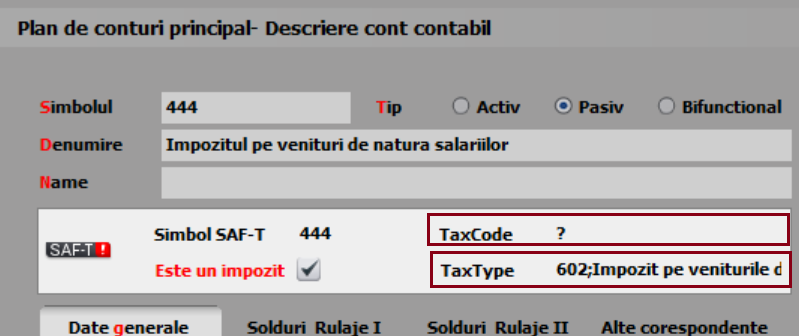 Plan de conturi principal- Descriere cont contabil
Simbolul 444 Tip Activ Pasiv Bifunctional
Denumire Impozitul pe venituri de natura salariilor
Name
Simbol SAF-T 444 TaxCode ?
SAF-T !
Este un impozit TaxType 602;Impozit pe veniturile d
Date generale Solduri Rulaje I Solduri Rulaje II Alte corespondente